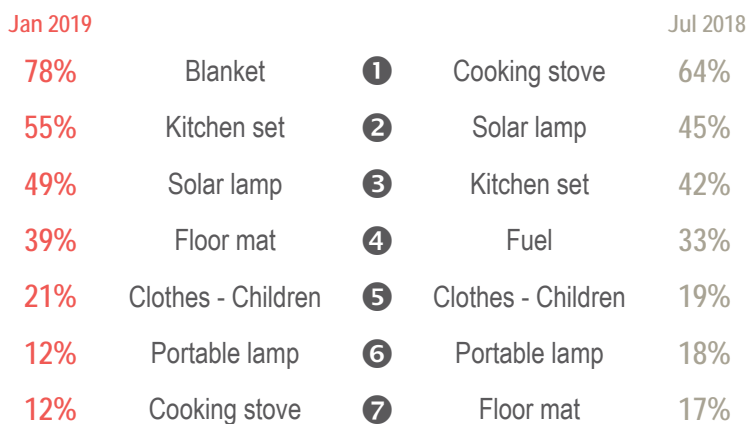 Jan 2019 Jul 2018
78% Blanket ❶ Cooking stove 64%
55% Kitchen set ❷ Solar lamp 45%
49% Solar lamp ❸ Kitchen set 42%
39% Floor mat ❹ Fuel 33%
21% Clothes - Children ❺ Clothes - Children 19%
12% Portable lamp ❻ Portable lamp 18%
12% Cooking stove ❼ Floor mat 17%